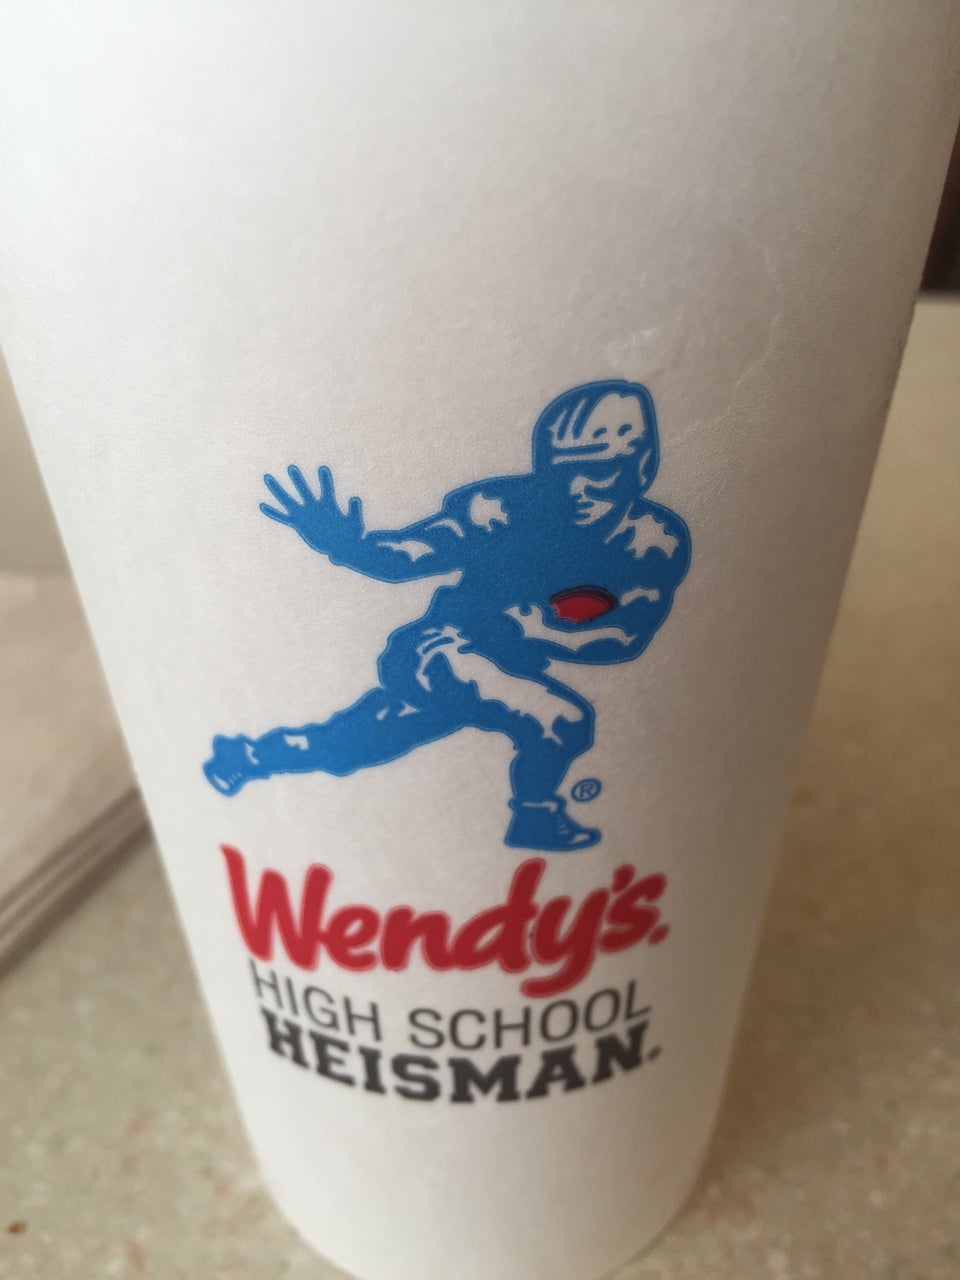 ®
Wendy's.
HIGH SCHOOL
HEISMAN.